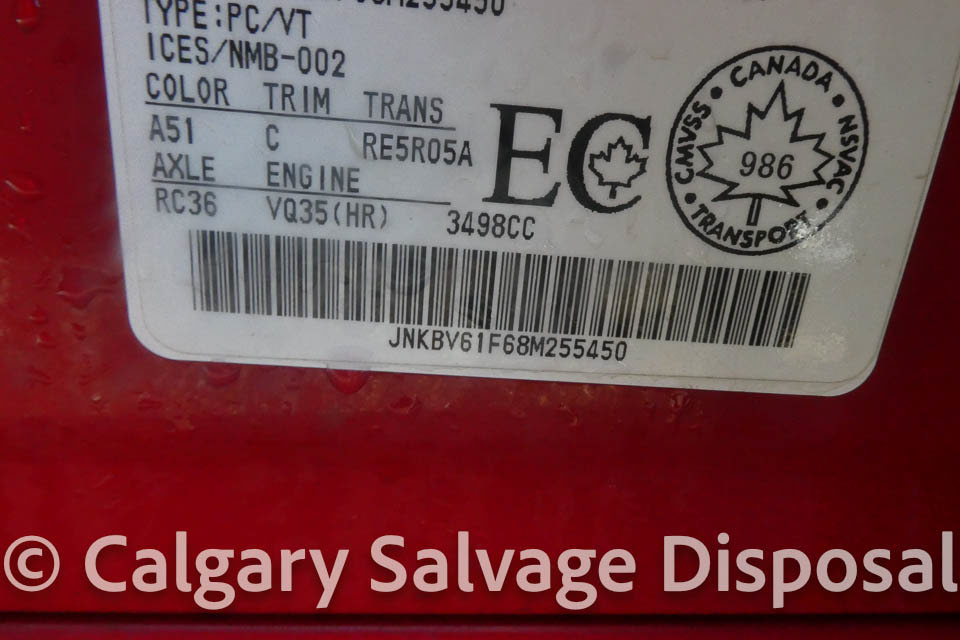 255450
TYPE:PC/VT
ICES/NMB-002
COLOR TRIM TRANS
A51 C RE5R05A
AXLE ENGINE
RC36 VQ35(HR) 3498CC
EC
CANADA
CMVSS
NSVAC
986
TRANSPORT
JNKBV61F68M255450
© Calgary Salvage Disposal